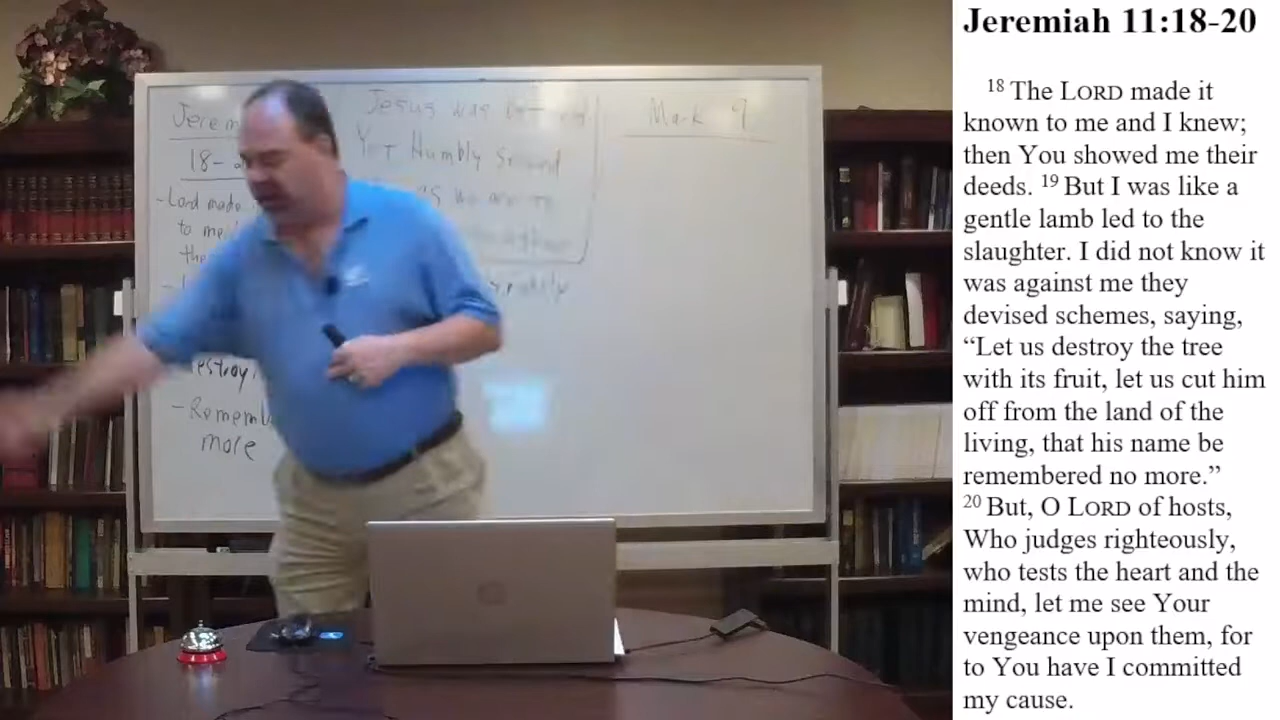 Jeremiah 11:18-20
18 The LORD made it
known to me and I knew;
then You showed me their
deeds. 19 But I was like a
gentle lamb led to the
slaughter. I did not know it
was against me they
devised schemes, saying,
“Let us destroy the tree
with its fruit, let us cut him
off from the land of the
living, that his name be
remembered no more.”
20 But, O LORD of hosts,
Who judges righteously,
who tests the heart and the
mind, let me see Your
vengeance upon them, for
to You have I committed
my cause.
Jesus was
Yet Humbly Served
Mark 9
18-
-Lord made
to me
-
more